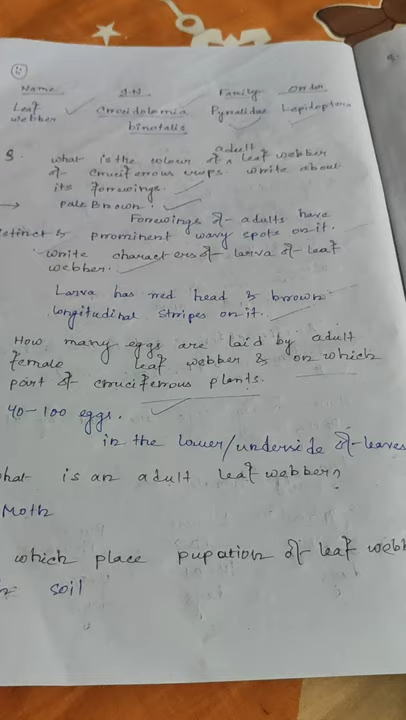 Name S.N. Family Order
Leaf webber Crocidolomia binotalis Pyralidae Lepidoptera
Q. what is the colour of a adult leaf webber
of cruciferous crops. write about
its forewings.
→ pale Brown.
Forewings of adults have
distinct & prominent wavy spots on it.
write characters of larva of leaf
webber.
Larva has red head & brown
longitudinal stripes on it.
How many eggs are laid by adult
female leaf webber & on which
part of cruciferous plants.
40-100 eggs.
in the lower/underside of leaves
what is an adult leaf webber?
Moth
which place pupation of leaf webb
in soil